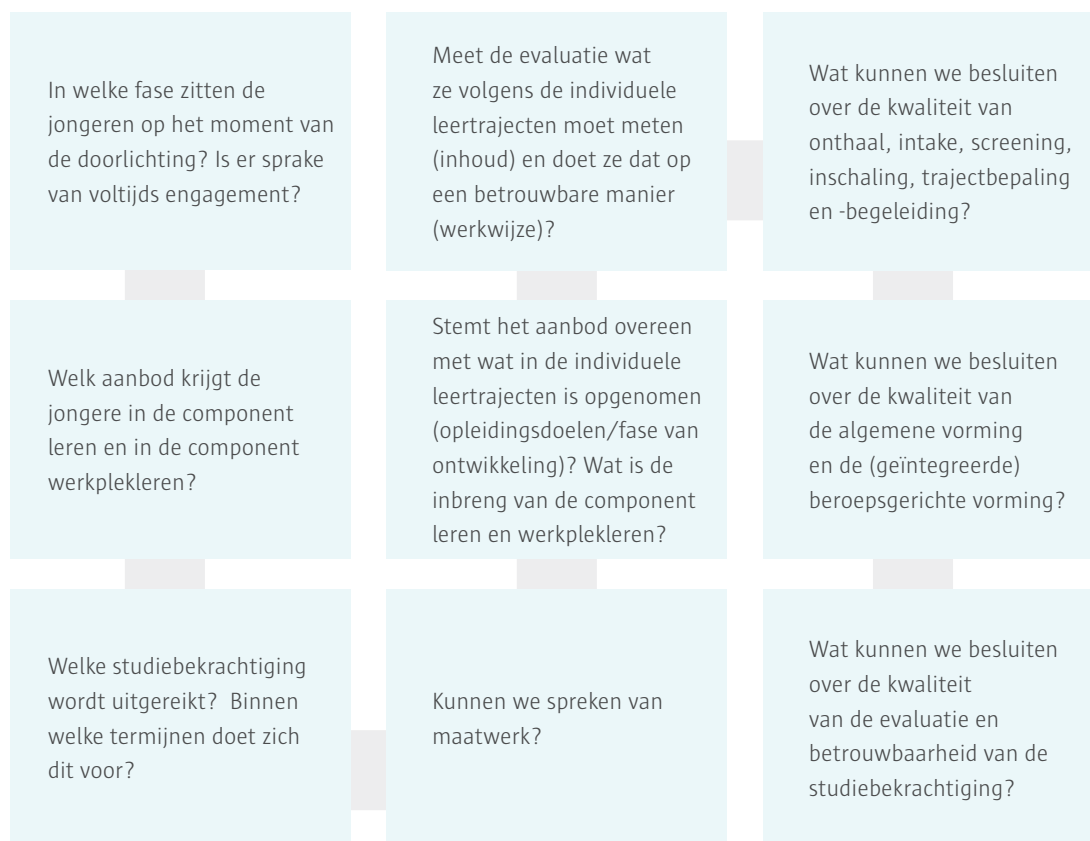 In welke fase zitten de
jongeren op het moment van
de doorlichting? Is er sprake
van voltijds engagement?
Welk aanbod krijgt de
jongere in de component
leren en in de component
werkplekleren?
Welke studiebekrachtiging
wordt uitgereikt?  Binnen
welke termijnen doet zich
dit voor?
Kunnen we spreken van
maatwerk?
Stemt het aanbod overeen
met wat in de individuele
leertrajecten is opgenomen
(opleidingsdoelen/fase van
ontwikkeling)? Wat is de
inbreng van de component
leren en werkplekleren?
Meet de evaluatie wat
ze volgens de individuele
leertrajecten moet meten
(inhoud) en doet ze dat op
een betrouwbare manier
(werkwijze)?
Wat kunnen we besluiten
over de kwaliteit van
onthaal, intake, screening,
inschaling, trajectbepaling
en -begeleiding?
Wat kunnen we besluiten
over de kwaliteit van
de algemene vorming
en de (geïntegreerde)
beroepsgerichte vorming?
Wat kunnen we besluiten
over de kwaliteit
van de evaluatie en
betrouwbaarheid van de
studiebekrachtiging?